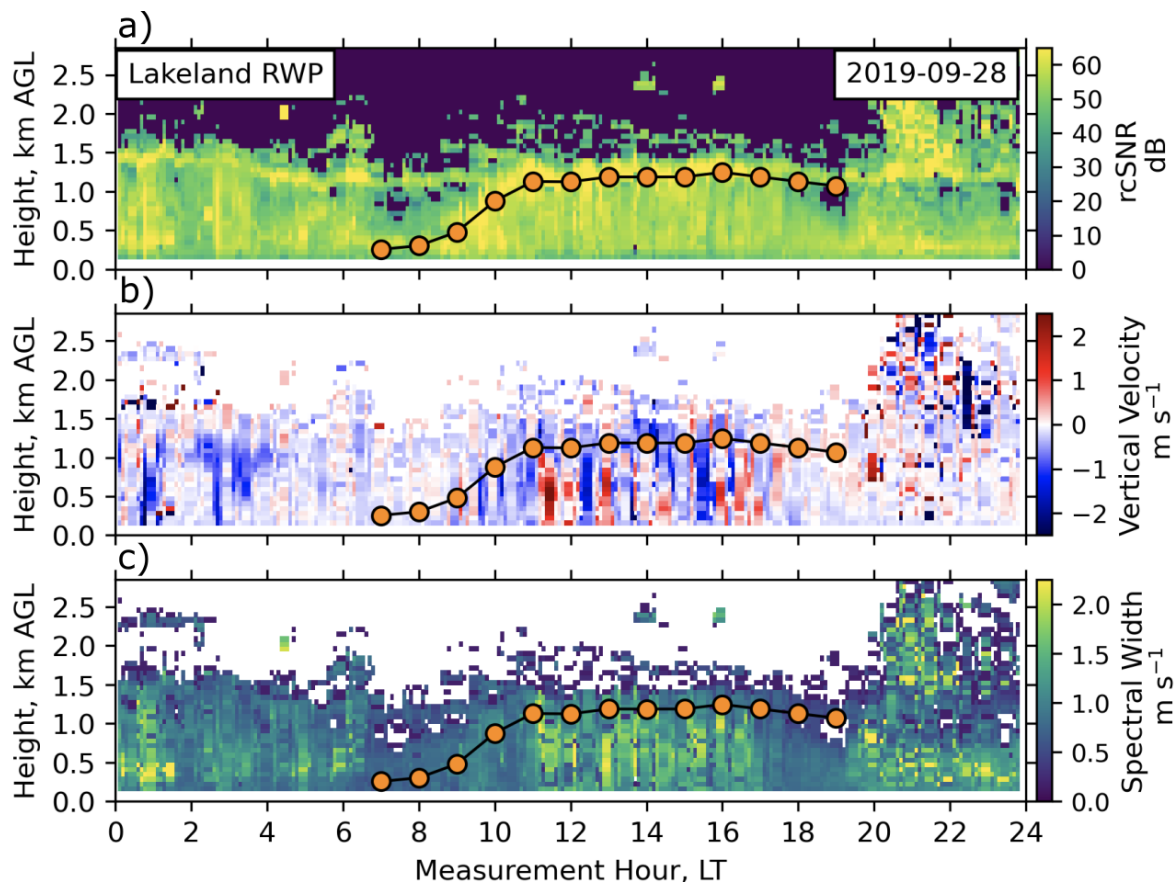 a)
Lakeland RWP
2019-09-28
2.5
2.0
1.5
1.0
0.5
0.0
Height, km AGL
60
50
40
30
20
10
0
rcSNR
dB
b)
2.5
2.0
1.5
1.0
0.5
0.0
Height, km AGL
2
1
0
−1
−2
Vertical Velocity
m s⁻¹
c)
2.5
2.0
1.5
1.0
0.5
0.0
Height, km AGL
2.0
1.5
1.0
0.5
0.0
Spectral Width
m s⁻¹
0 2 4 6 8 10 12 14 16 18 20 22 24
Measurement Hour, LT